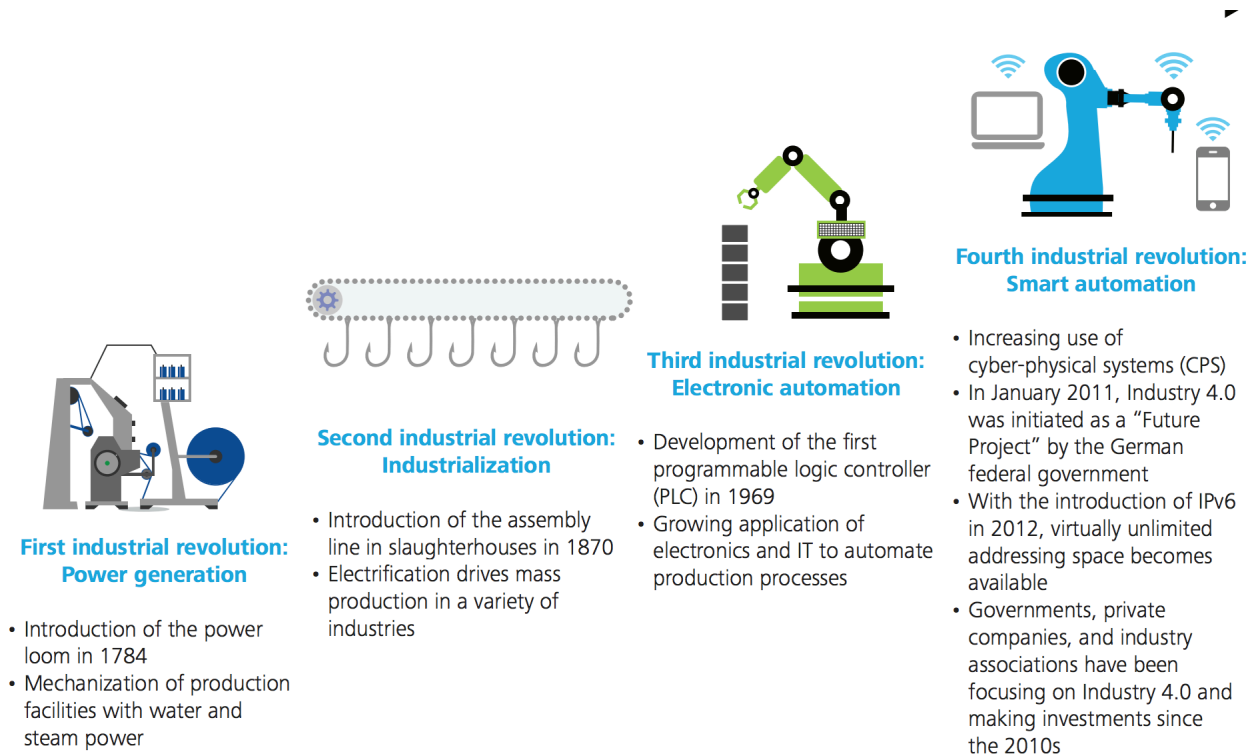 First industrial revolution:
Power generation
• Introduction of the power
loom in 1784
• Mechanization of production
facilities with water and
steam power
Second industrial revolution:
Industrialization
• Introduction of the assembly
line in slaughterhouses in 1870
• Electrification drives mass
production in a variety of
industries
Third industrial revolution:
Electronic automation
• Development of the first
programmable logic controller
(PLC) in 1969
• Growing application of
electronics and IT to automate
production processes
Fourth industrial revolution:
Smart automation
• Increasing use of
cyber-physical systems (CPS)
• In January 2011, Industry 4.0
was initiated as a “Future
Project” by the German
federal government
• With the introduction of IPv6
in 2012, virtually unlimited
addressing space becomes
available
• Governments, private
companies, and industry
associations have been
focusing on Industry 4.0 and
making investments since
the 2010s